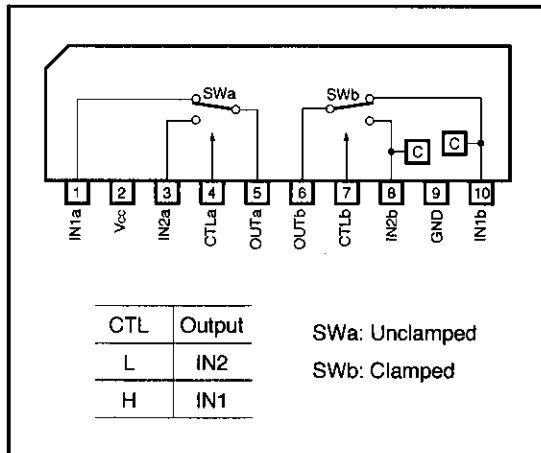 SWa SWb
C C
1 2 3 4 5 6 7 8 9 10
IN1a Vcc IN2a CTLa OUTa OUTb CTLb IN2b GND IN1b
CTL Output
L IN2
H IN1
SWa: Unclamped
SWb: Clamped